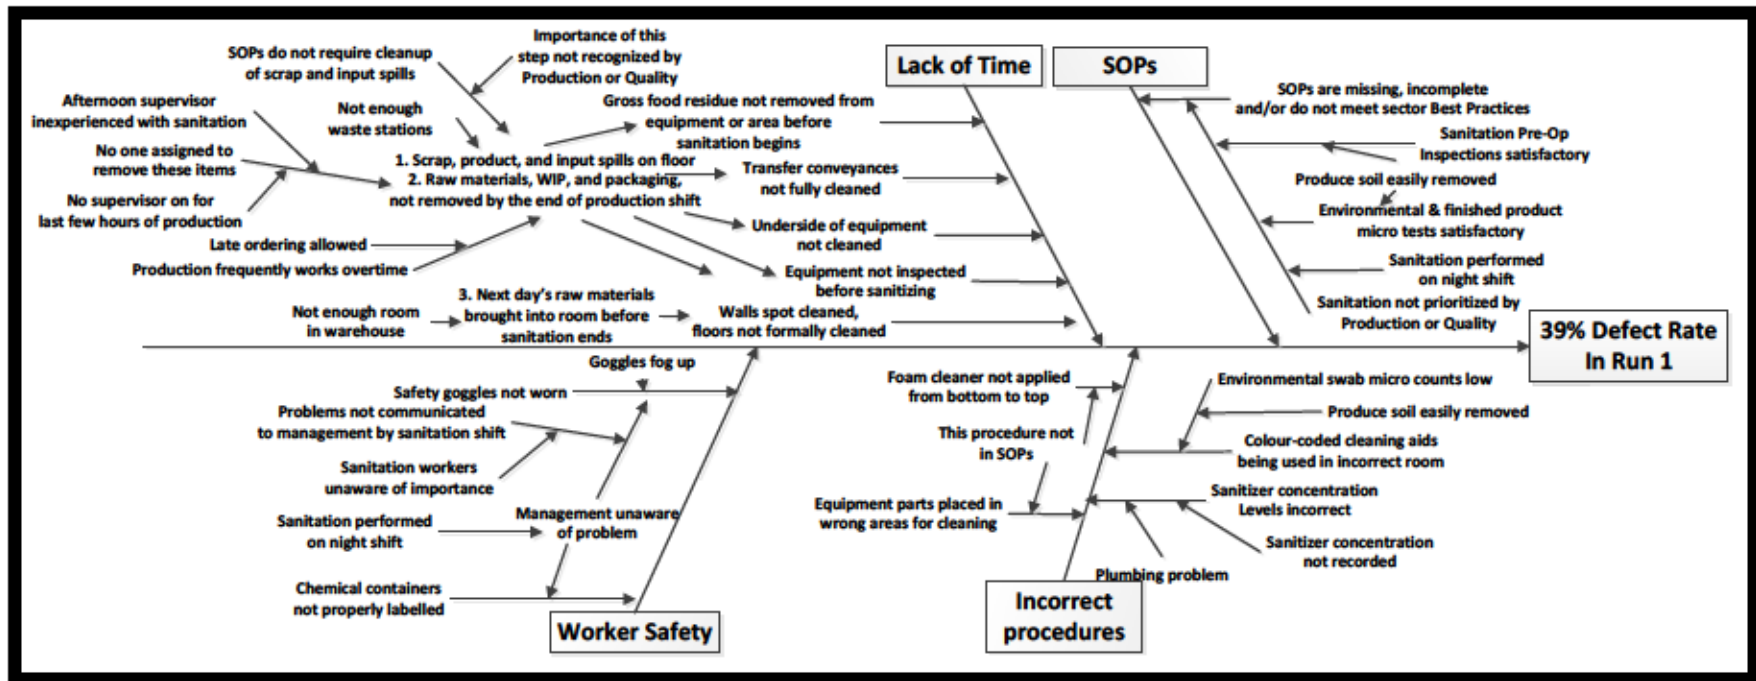 SOPs do not require cleanup
of scrap and input spills
Importance of this
step not recognized by
Production or Quality
Lack of Time
SOPs
Afternoon supervisor
inexperienced with sanitation
Not enough
waste stations
Gross food residue not removed from
equipment or area before
sanitation begins
SOPs are missing, incomplete
and/or do not meet sector Best Practices
No one assigned to
remove these items
1. Scrap, product, and input spills on floor
2. Raw materials, WIP, and packaging,
not removed by the end of production shift
Transfer conveyances
not fully cleaned
Sanitation Pre-Op
Inspections satisfactory
No supervisor on for
last few hours of production
Produce soil easily removed
Environmental & finished product
micro tests satisfactory
Late ordering allowed
Production frequently works overtime
Underside of equipment
not cleaned
Equipment not inspected
before sanitizing
Sanitation performed
on night shift
Not enough room
in warehouse
3. Next day's raw materials
brought into room before
sanitation ends
Walls spot cleaned,
floors not formally cleaned
Sanitation not prioritized by
Production or Quality
39% Defect Rate
In Run 1
Goggles fog up
Safety goggles not worn
Problems not communicated
to management by sanitation shift
Sanitation workers
unaware of importance
Sanitation performed
on night shift
Management unaware
of problem
Chemical containers
not properly labelled
Worker Safety
Foam cleaner not applied
from bottom to top
This procedure not
in SOPs
Equipment parts placed in
wrong areas for cleaning
Environmental swab micro counts low
Produce soil easily removed
Colour-coded cleaning aids
being used in incorrect room
Sanitizer concentration
Levels incorrect
Sanitizer concentration
not recorded
Plumbing problem
Incorrect
procedures